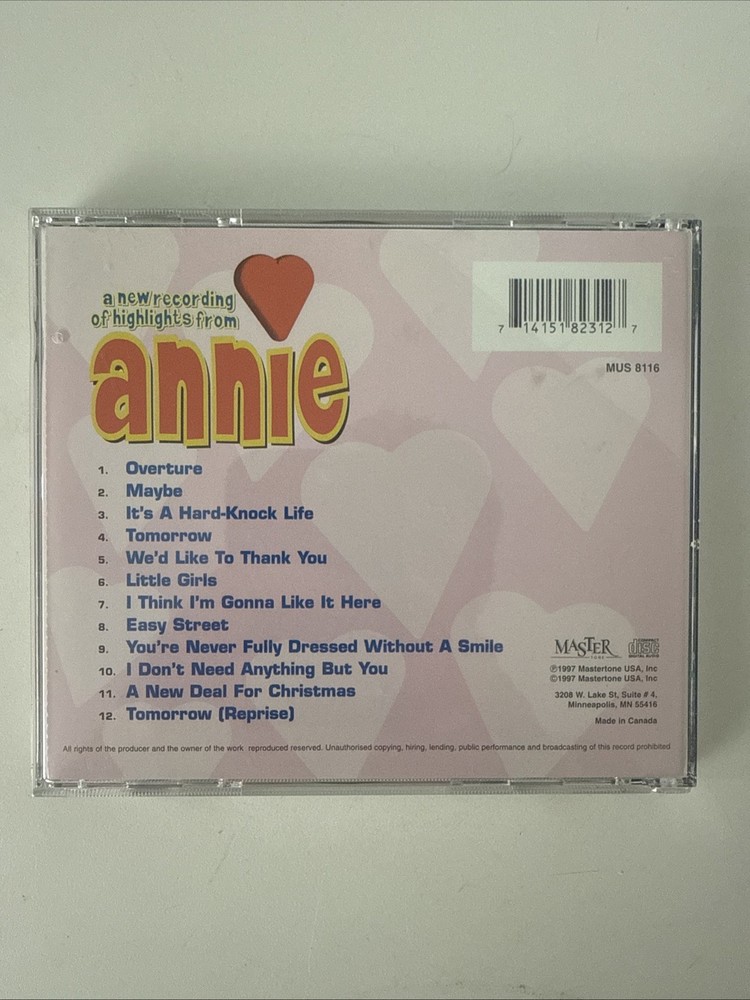 a new recording
of highlights from
annie
7 14151 82312 7
MUS 8116
1. Overture
2. Maybe
3. It's A Hard-Knock Life
4. Tomorrow
5. We'd Like To Thank You
6. Little Girls
7. I Think I'm Gonna Like It Here
8. Easy Street
9. You're Never Fully Dressed Without A Smile
10. I Don't Need Anything But You
11. A New Deal For Christmas
12. Tomorrow (Reprise)
MASTER
TONE
COMPACT
disc
DIGITAL AUDIO
℗1997 Mastertone USA, Inc
©1997 Mastertone USA, Inc
3208 W. Lake St, Suite # 4,
Minneapolis, MN 55416
Made in Canada
All rights of the producer and the owner of the work reproduced reserved. Unauthorised copying, hiring, lending, public performance and broadcasting of this record prohibited